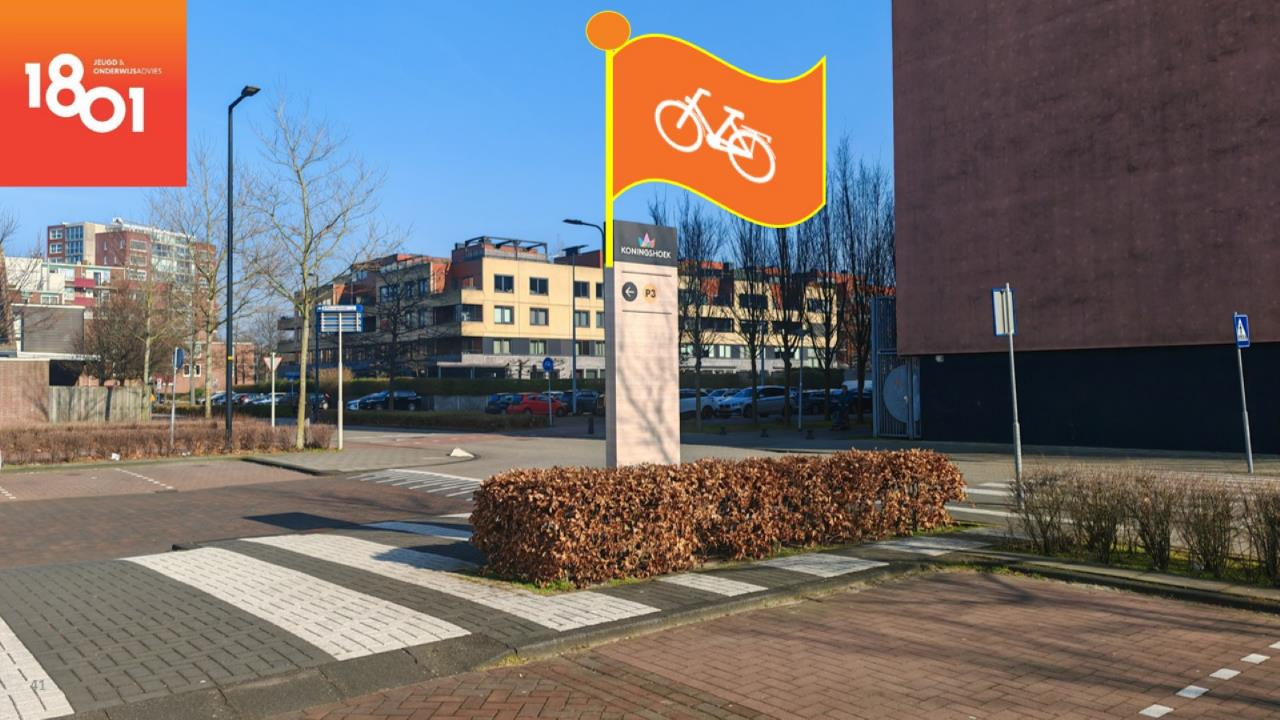 1801
JEUGD &
ONDERWIJSADVIES
KONINGSHOEK
P3
41